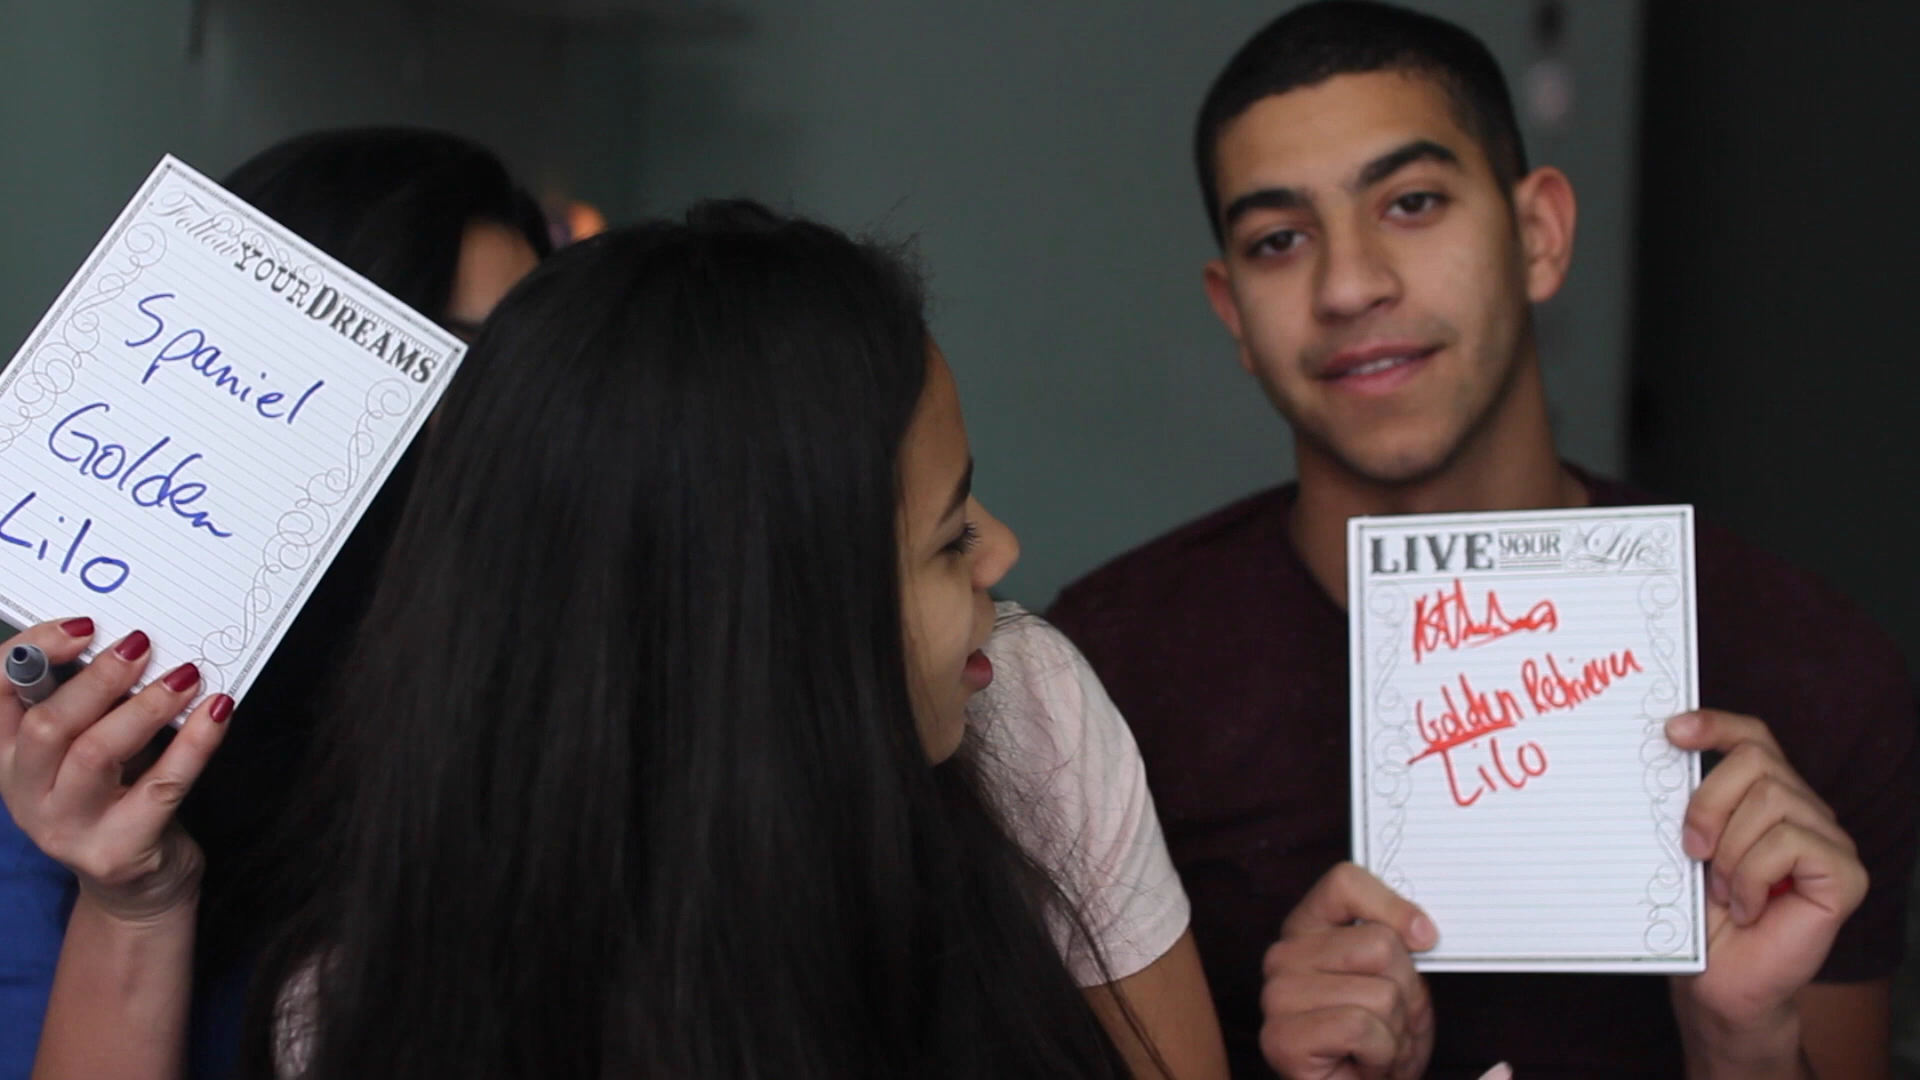 Follow
YOUR DREAMS
Spaniel
Golden
Lilo
LIVE YOUR Life
Golden Retriever
Lilo